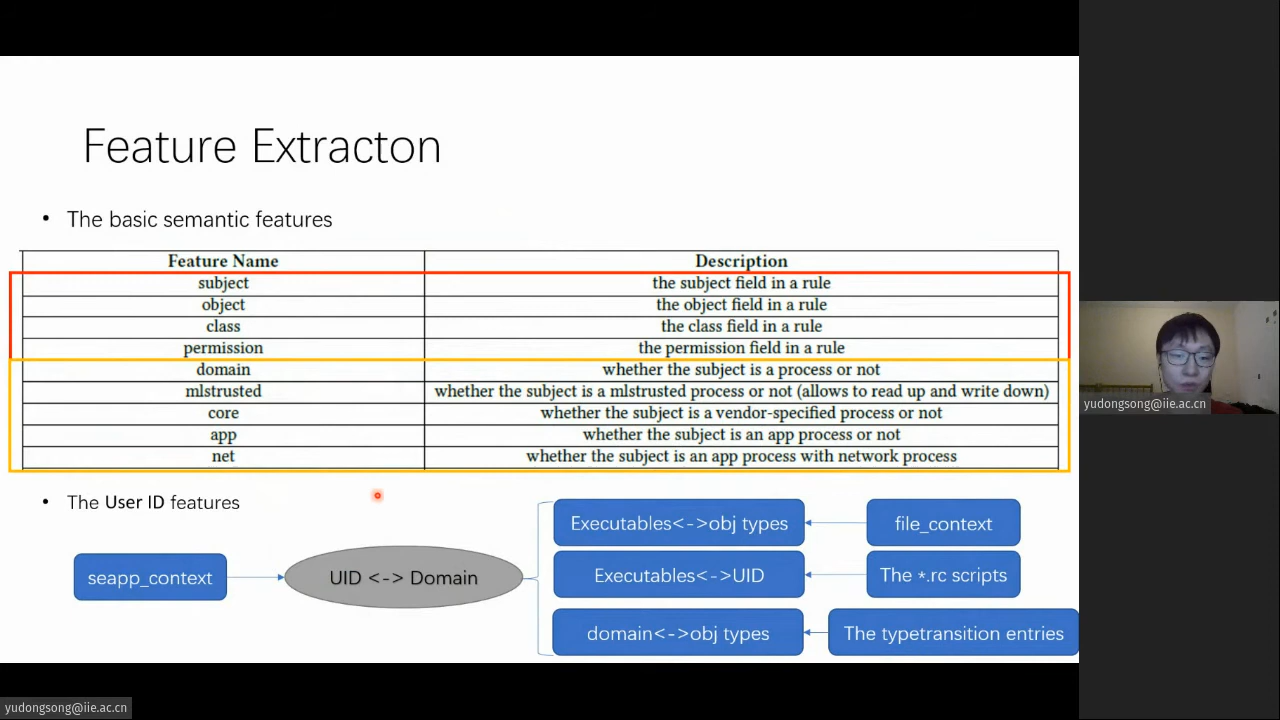 Feature Extracton
• The basic semantic features
Feature Name Description
subject the subject field in a rule
object the object field in a rule
class the class field in a rule
permission the permission field in a rule
domain whether the subject is a process or not
mlstrusted whether the subject is a mlstrusted process or not (allows to read up and write down)
core whether the subject is a vendor-specified process or not
app whether the subject is an app process or not
net whether the subject is an app process with network process
• The User ID features
seapp_context
UID <-> Domain
Executables<->obj types
file_context
Executables<->UID
The *.rc scripts
domain<->obj types
The typetransition entries
yudongsong@iie.ac.cn
yudongsong@iie.ac.cn